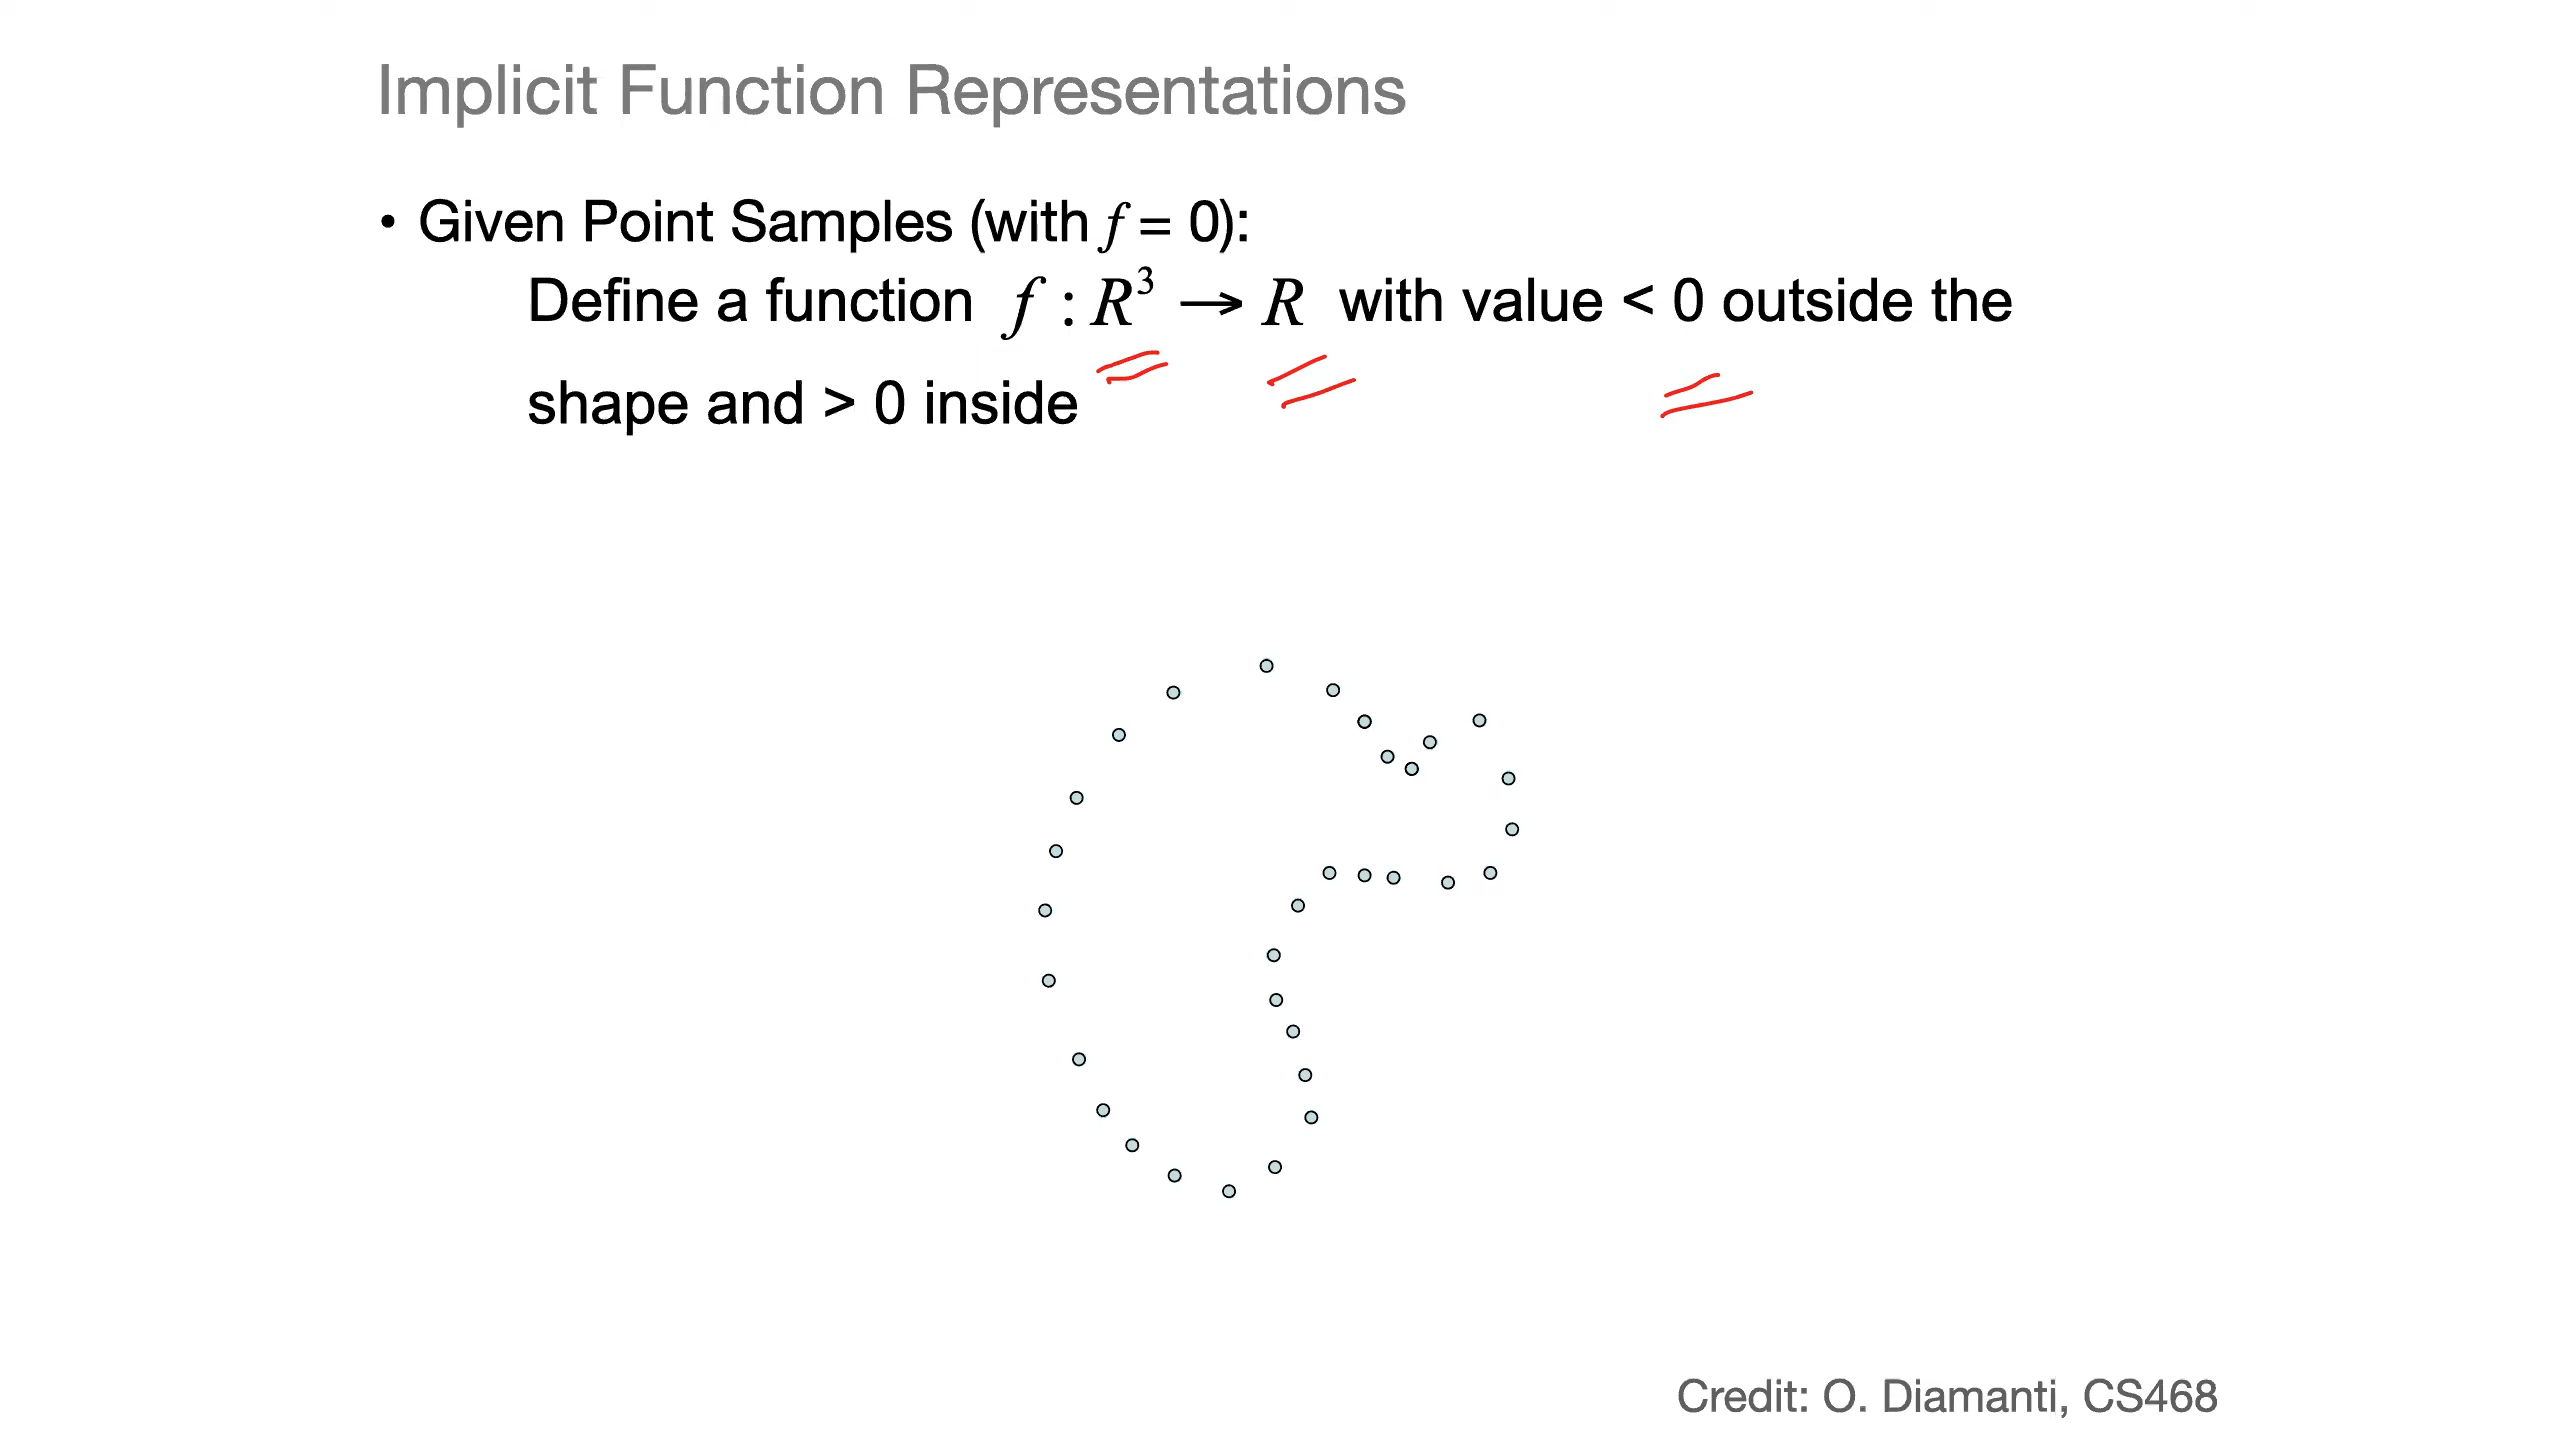 Implicit Function Representations
• Given Point Samples (with f = 0):
Define a function f : R³ → R with value < 0 outside the
shape and > 0 inside
Credit: O. Diamanti, CS468